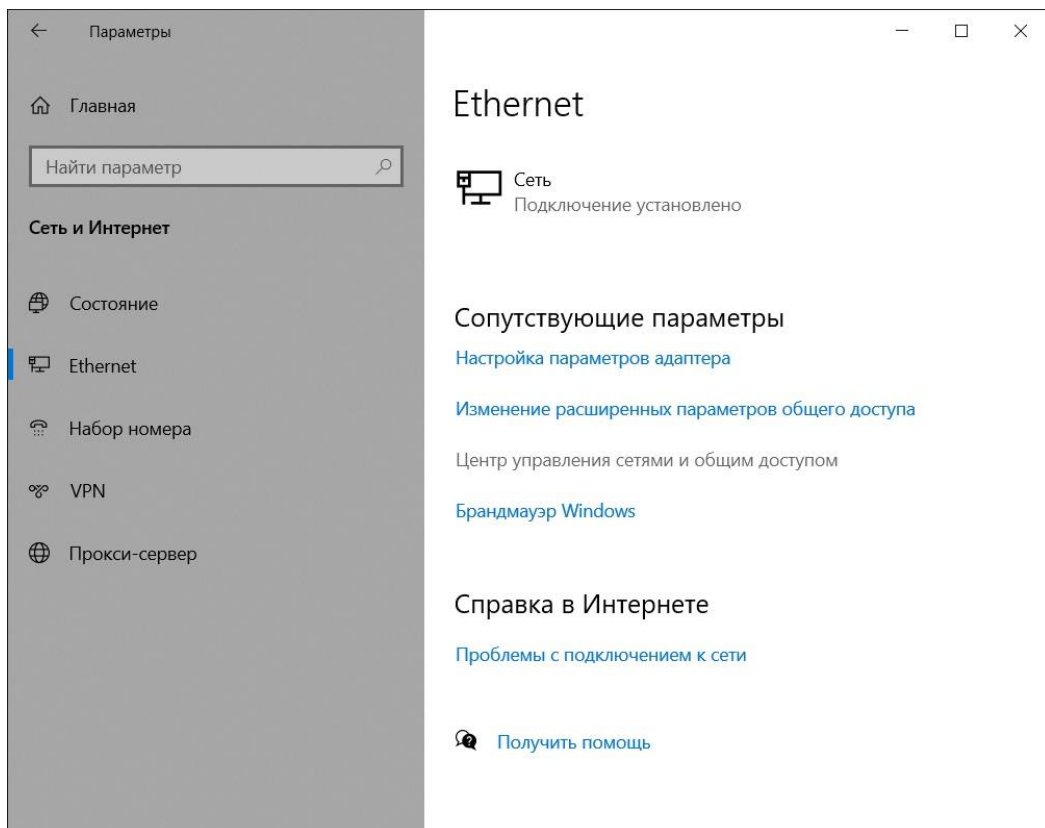 Параметры
Главная
Найти параметр
Сеть и Интернет
Состояние
Ethernet
Набор номера
VPN
Прокси-сервер
Ethernet
Сеть
Подключение установлено
Сопутствующие параметры
Настройка параметров адаптера
Изменение расширенных параметров общего доступа
Центр управления сетями и общим доступом
Брандмауэр Windows
Справка в Интернете
Проблемы с подключением к сети
Получить помощь